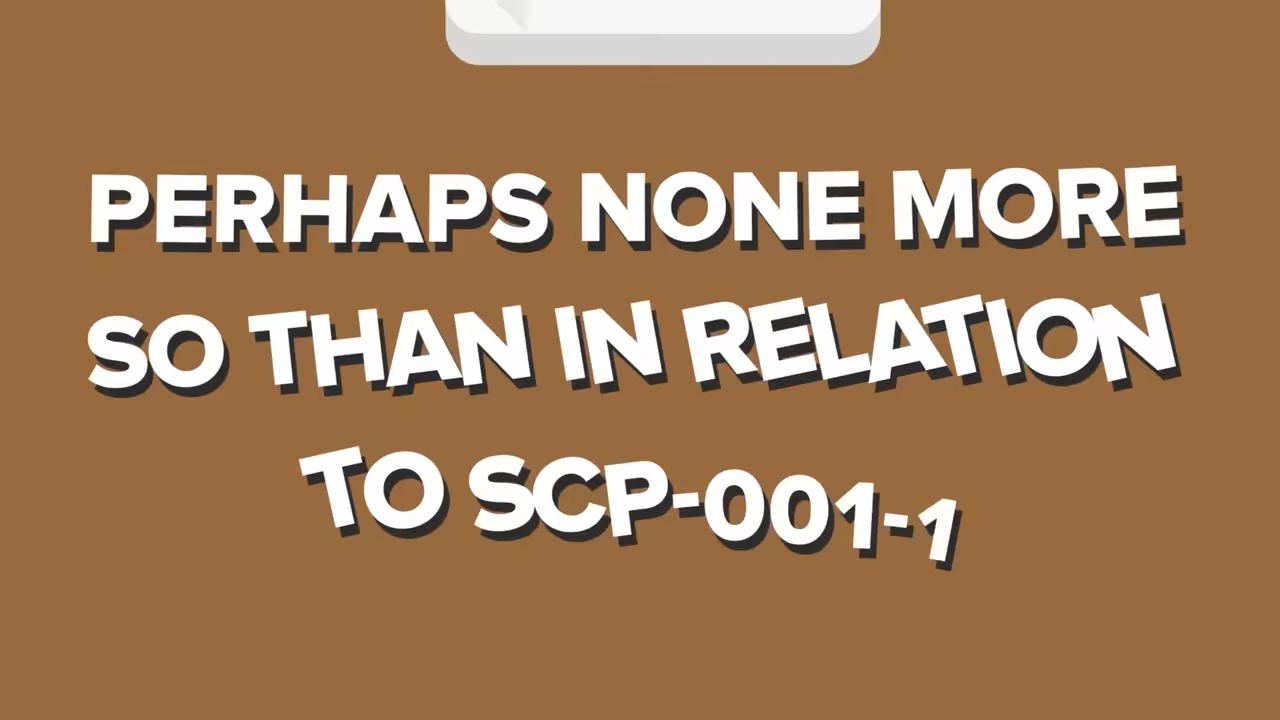 PERHAPS NONE MORE
SO THAN IN RELATION
TO SCP-001-1